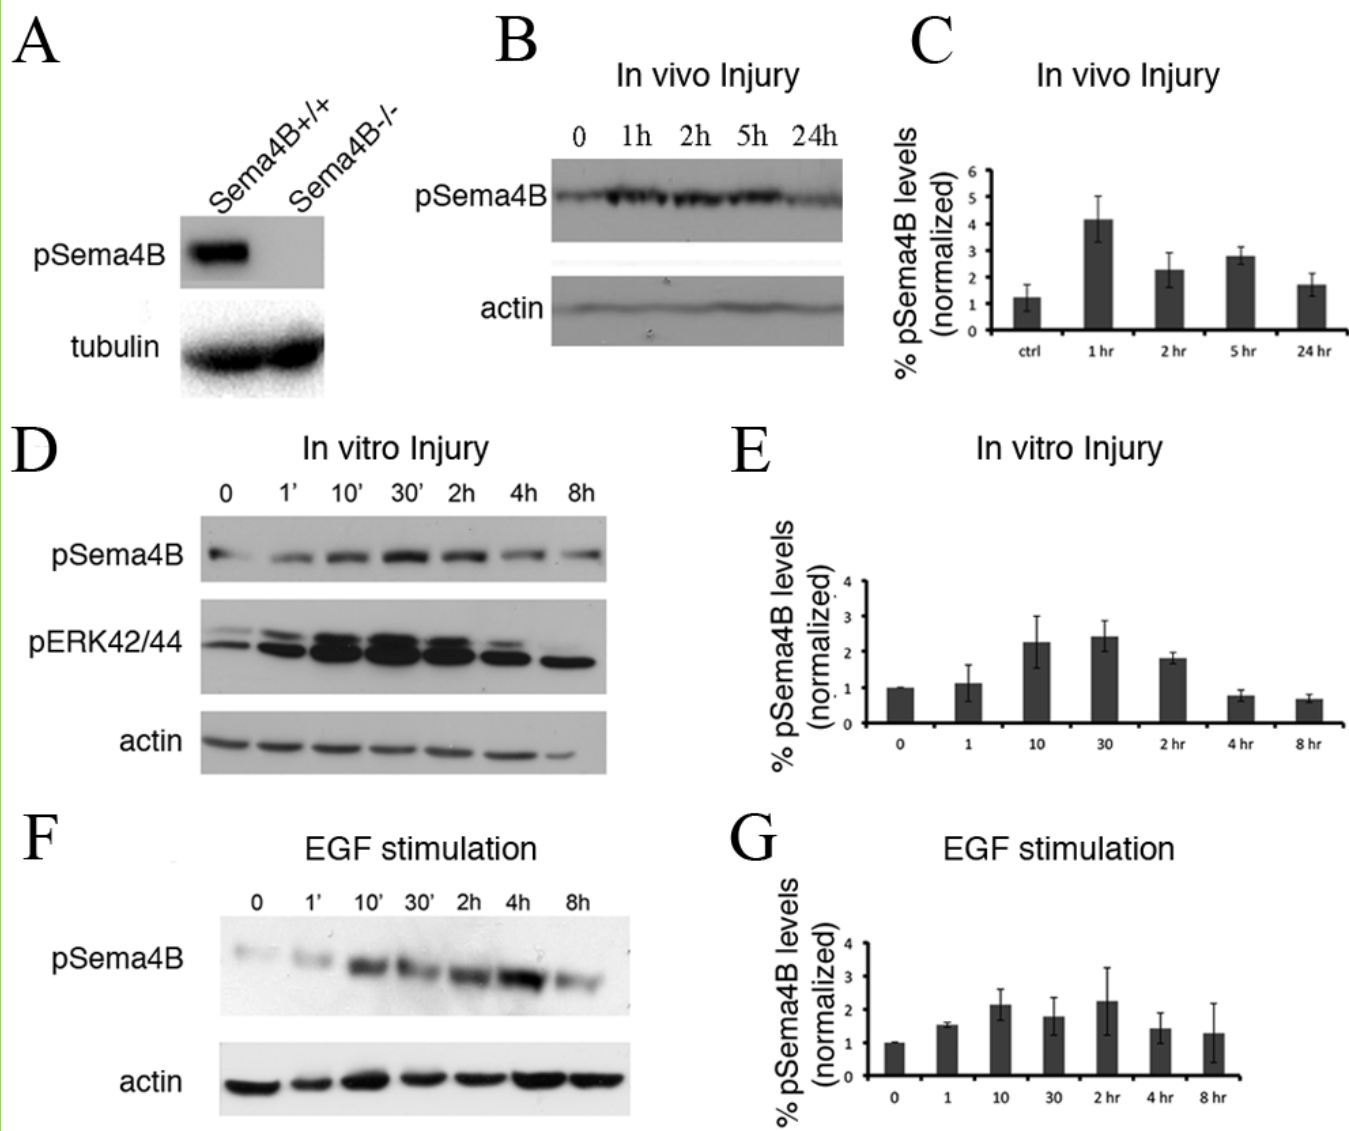 A
Sema4B+/+
Sema4B-/-
pSema4B
tubulin
B
In vivo Injury
0 1h 2h 5h 24h
pSema4B
actin
C
In vivo Injury
% pSema4B levels
(normalized)
6
5
4
3
2
1
0
ctrl 1 hr 2 hr 5 hr 24 hr
D
In vitro Injury
0 1' 10' 30' 2h 4h 8h
pSema4B
pERK42/44
actin
E
In vitro Injury
% pSema4B levels
(normalized)
4
3
2
1
0
0 1 10 30 2 hr 4 hr 8 hr
F
EGF stimulation
0 1' 10' 30' 2h 4h 8h
pSema4B
actin
G
EGF stimulation
% pSema4B levels
(normalized)
4
3
2
1
0
0 1 10 30 2 hr 4 hr 8 hr